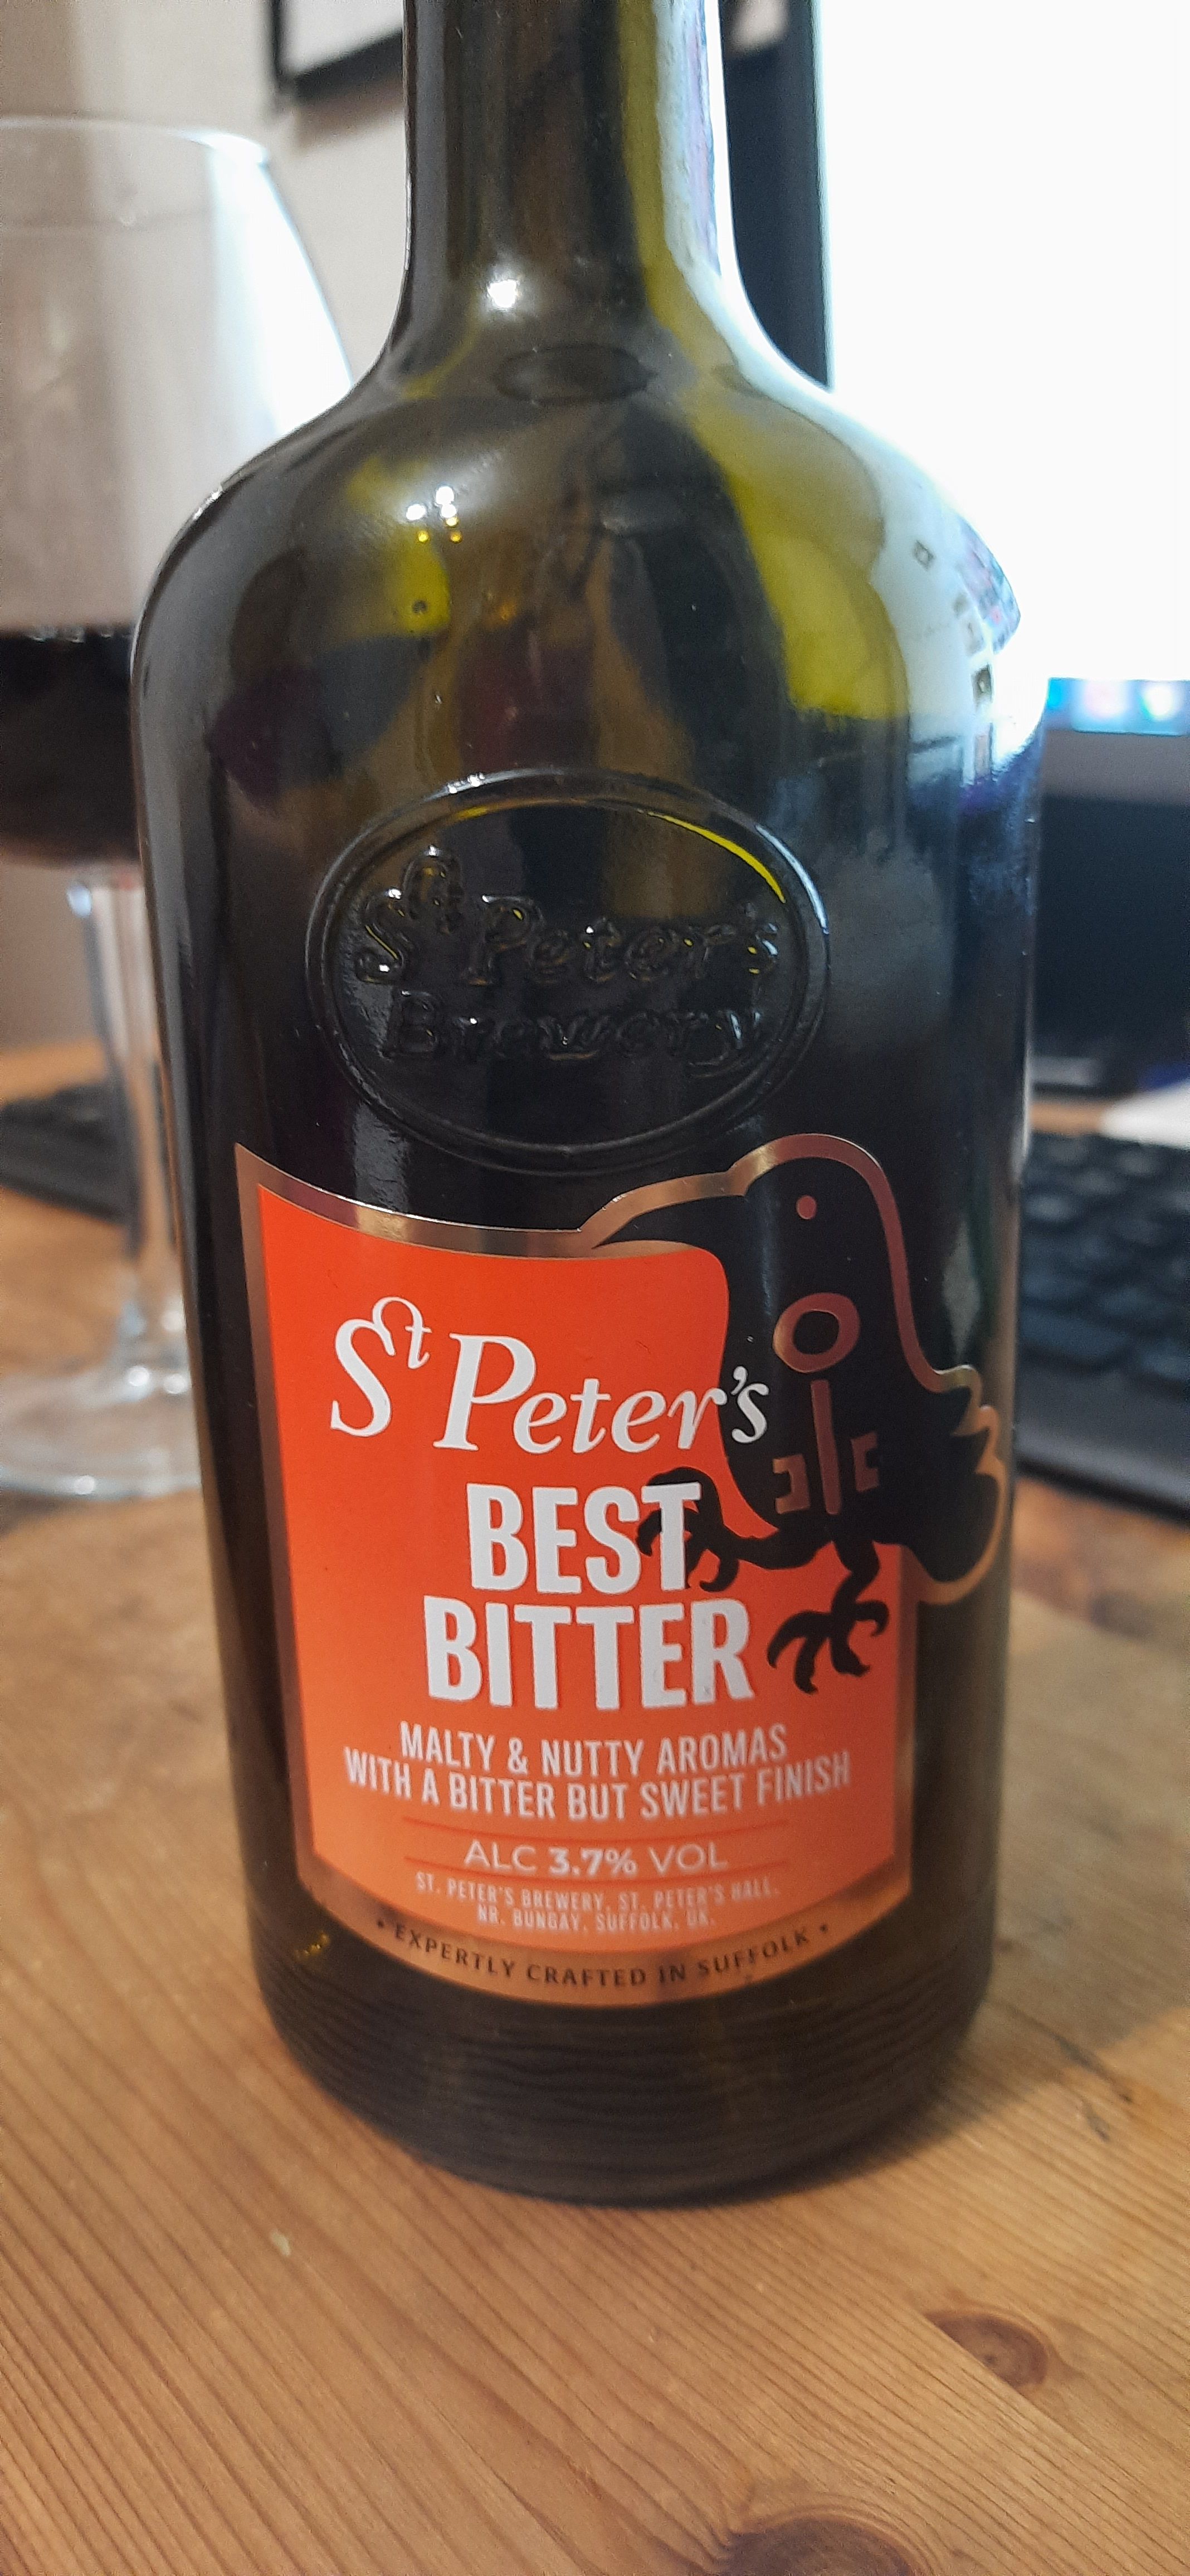 St Peter's
Brewery
St Peter's
BEST
BITTER
MALTY & NUTTY AROMAS
WITH A BITTER BUT SWEET FINISH
ALC 3.7% VOL
ST. PETER'S BREWERY, ST. PETER'S HALL,
NR. BUNGAY, SUFFOLK, UK.
• EXPERTLY CRAFTED IN SUFFOLK •